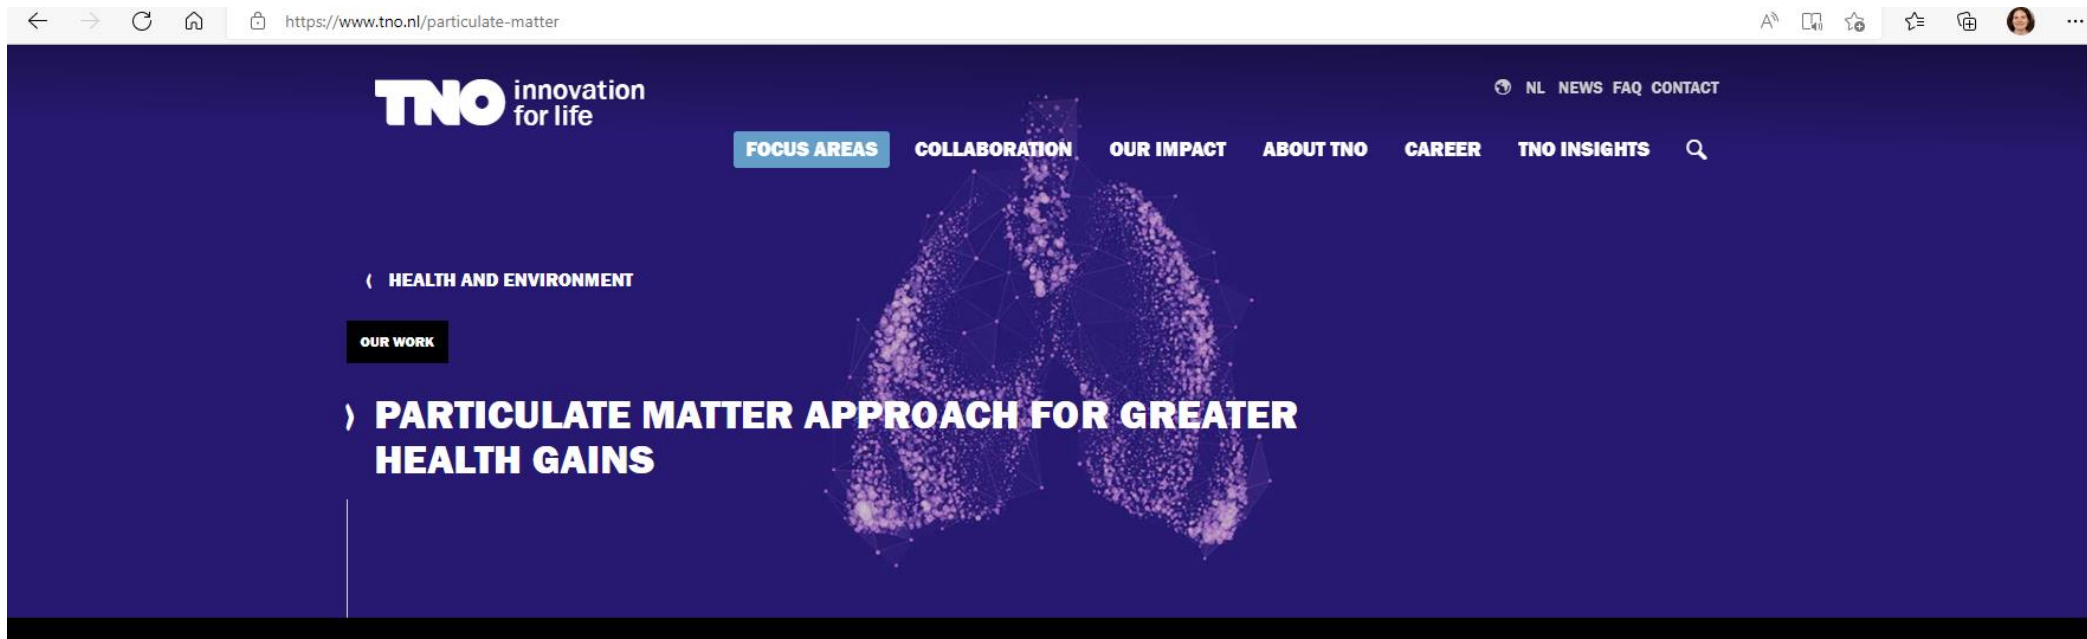 https://www.tno.nl/particulate-matter
TNO innovation
for life
NL NEWS FAQ CONTACT
FOCUS AREAS COLLABORATION OUR IMPACT ABOUT TNO CAREER TNO INSIGHTS
HEALTH AND ENVIRONMENT
OUR WORK
PARTICULATE MATTER APPROACH FOR GREATER
HEALTH GAINS